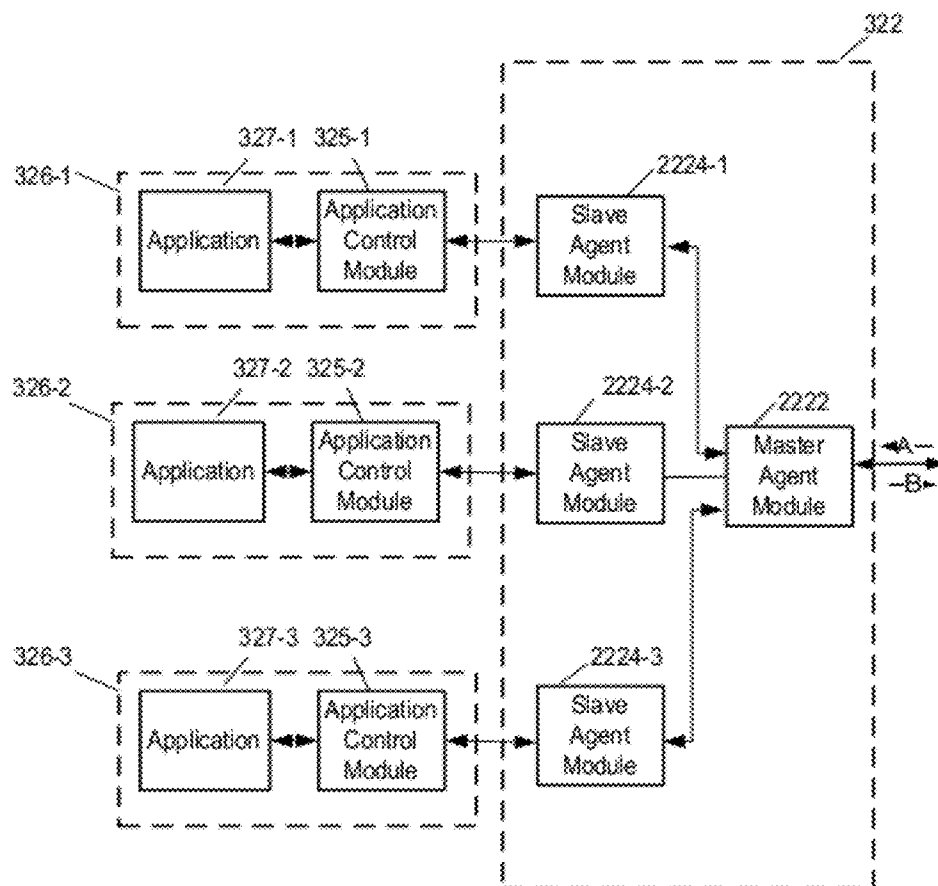 322
327-1 325-1
326-1
2224-1
Application
Application
Control
Module
Slave
Agent
Module
327-2 325-2
326-2
2224-2
2222
Application
Application
Control
Module
Slave
Agent
Module
Master
Agent
Module
A
B
327-3 325-3
326-3
2224-3
Application
Application
Control
Module
Slave
Agent
Module